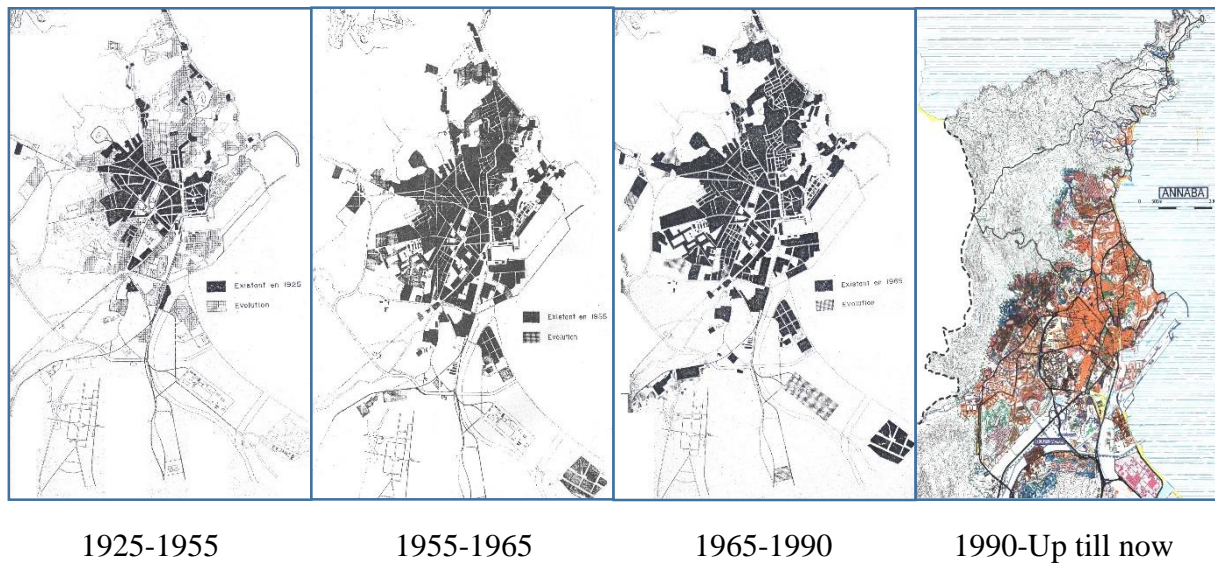 Existant en 1925
Evolution
Existant en 1955
Evolution
Existant en 1965
Evolution
ANNABA
1925-1955
1955-1965
1965-1990
1990-Up till now